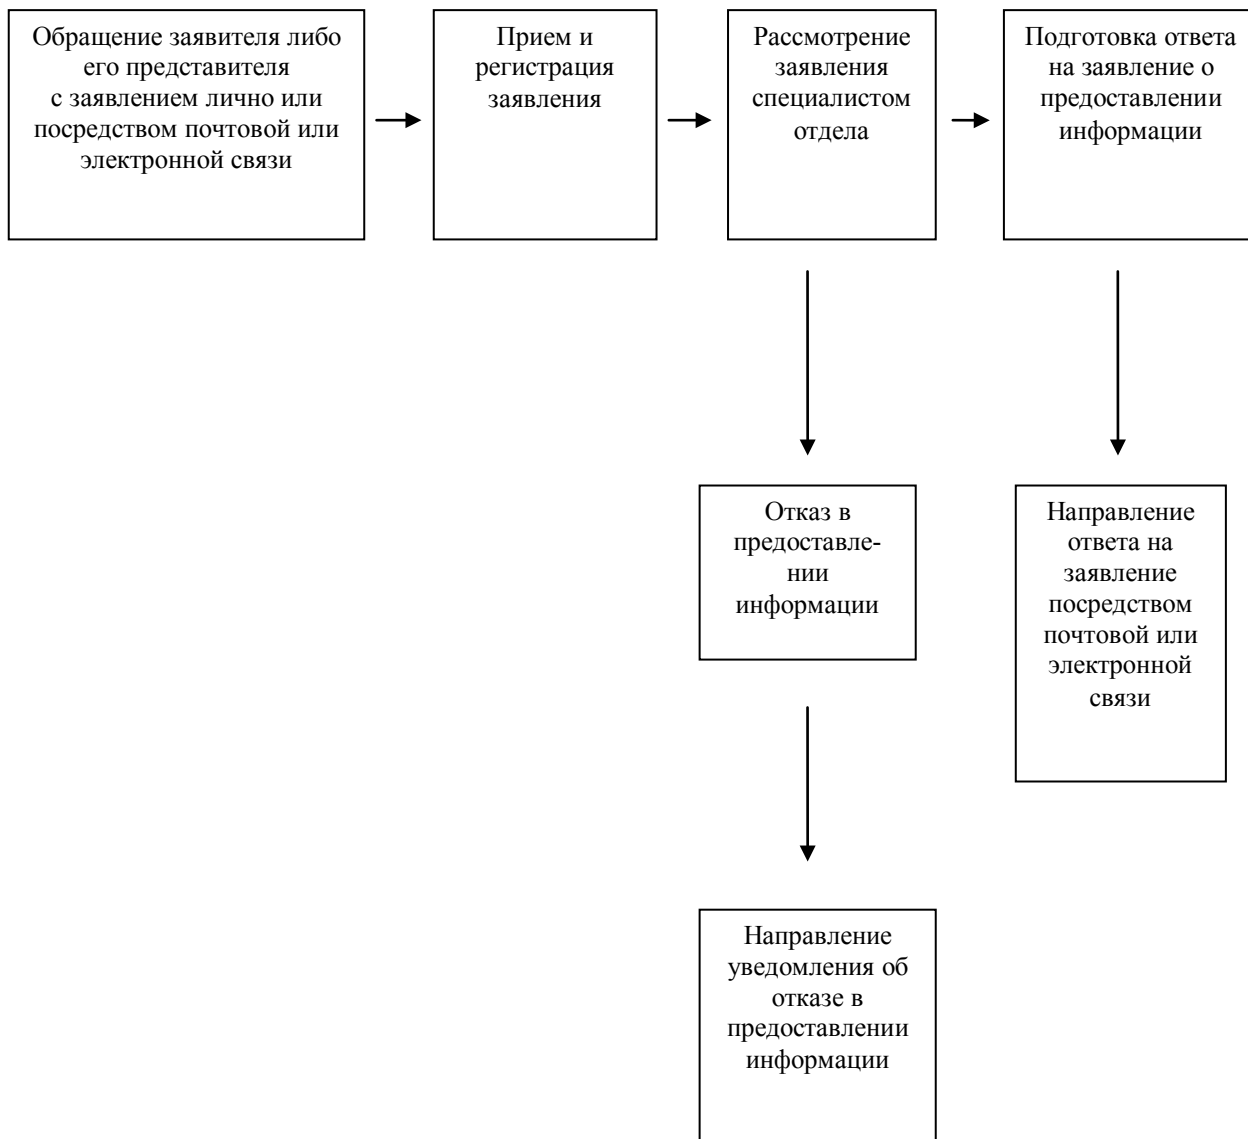 Обращение заявителя либо
его представителя
с заявлением лично или
посредством почтовой или
электронной связи
Прием и
регистрация
заявления
Рассмотрение
заявления
специалистом
отдела
Подготовка ответа
на заявление о
предоставлении
информации
Отказ в
предоставле-
нии
информации
Направление
ответа на
заявление
посредством
почтовой или
электронной
связи
Направление
уведомления об
отказе в
предоставлении
информации